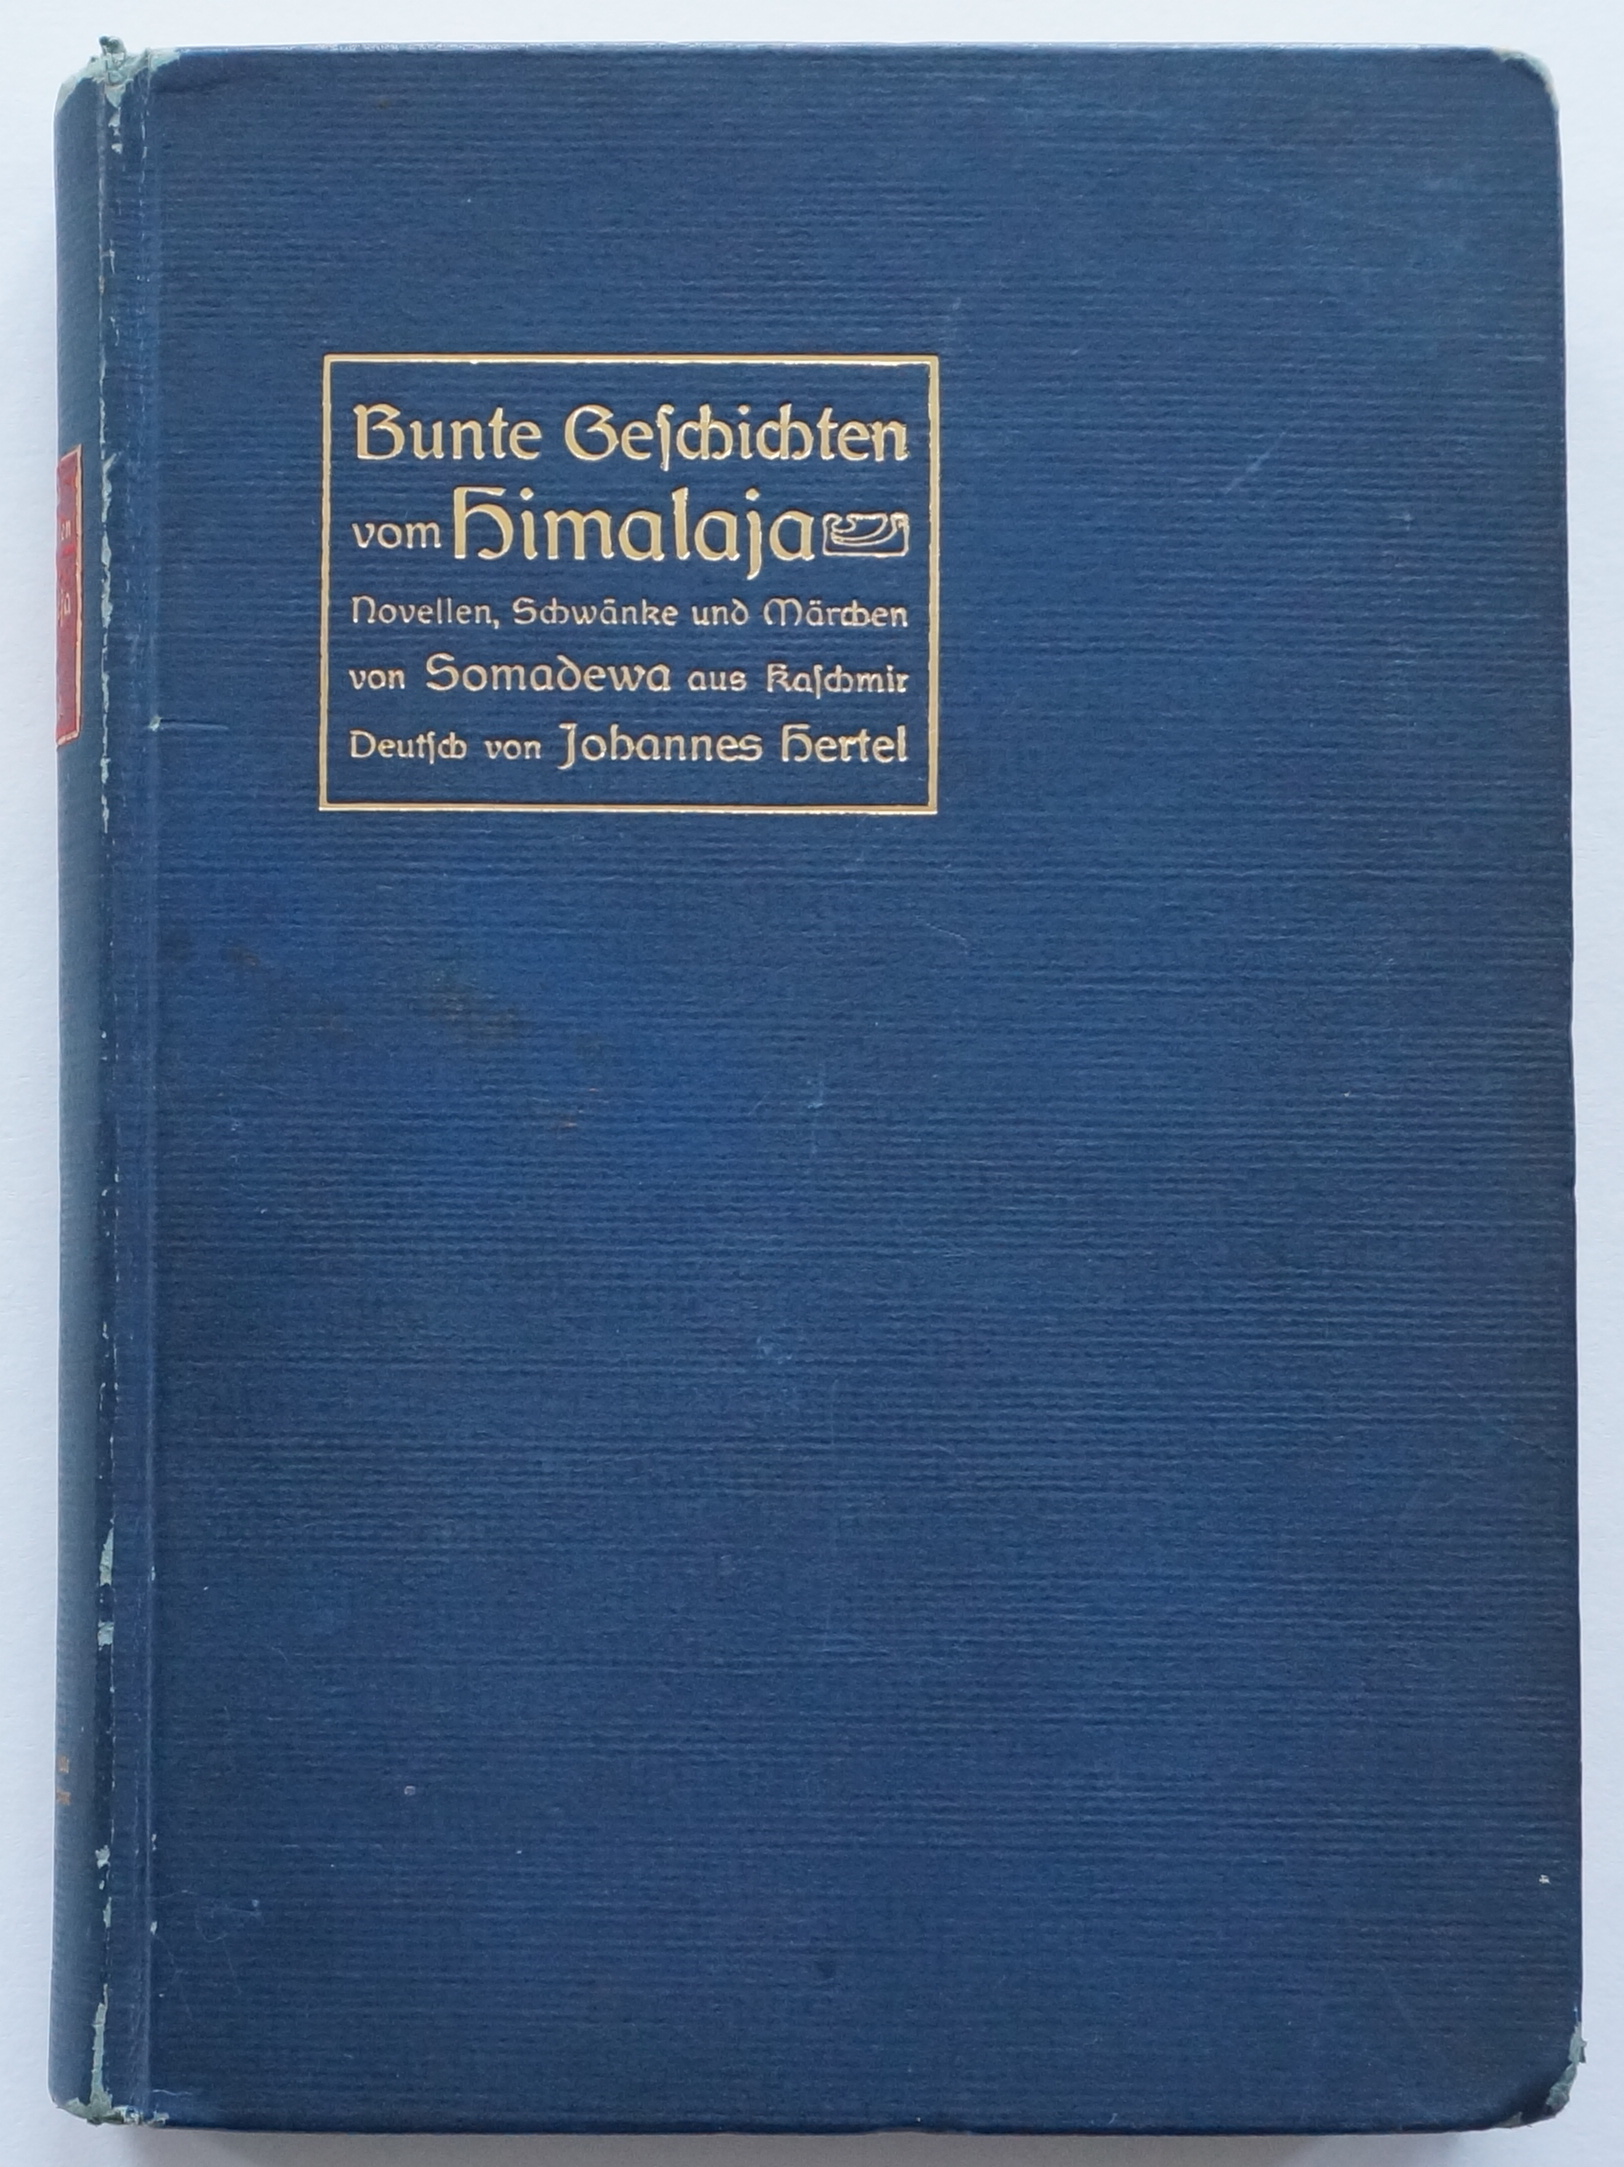 Bunte Geſchichten
vom Himalaja
Novellen, Schwänke und Märchen
von Somadewa aus Kaſchmir
Deutſch von Johannes Hertel